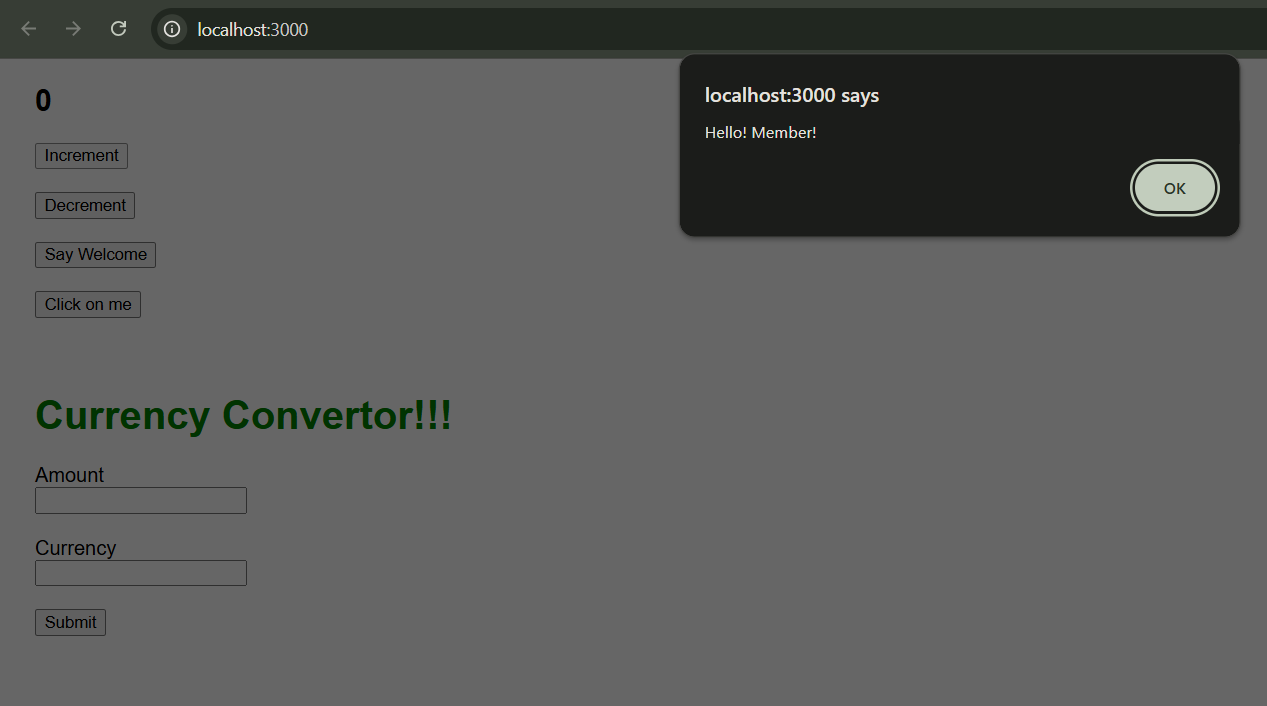 localhost:3000
localhost:3000 says
Hello! Member!
OK
0
Increment
Decrement
Say Welcome
Click on me
Currency Convertor!!!
Amount
Currency
Submit